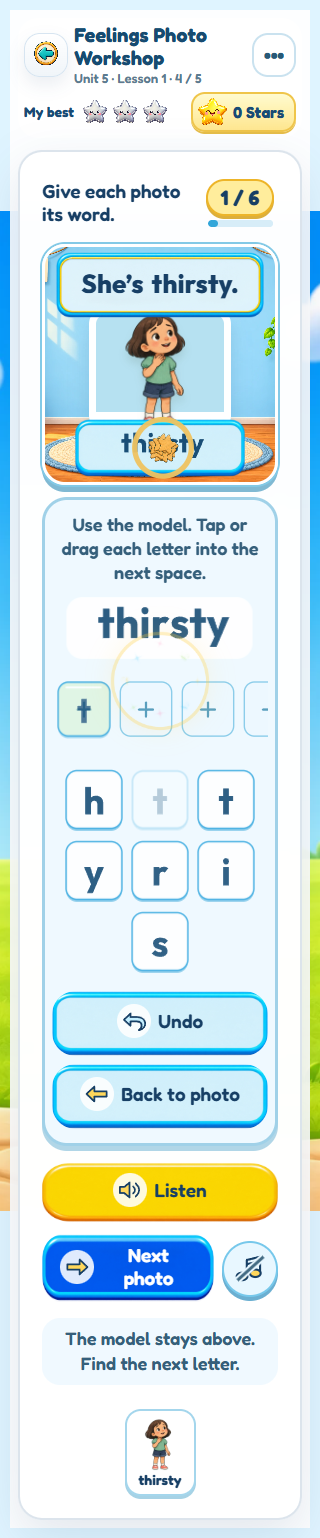 Feelings Photo
Workshop
Unit 5 · Lesson 1 · 4 / 5
My best
0 Stars
Give each photo
its word.
1 / 6
She's thirsty.
thirsty
Use the model. Tap or
drag each letter into the
next space.
thirsty
t + +
h t t
y r i
s
Undo
Back to photo
Listen
Next
photo
The model stays above.
Find the next letter.
thirsty